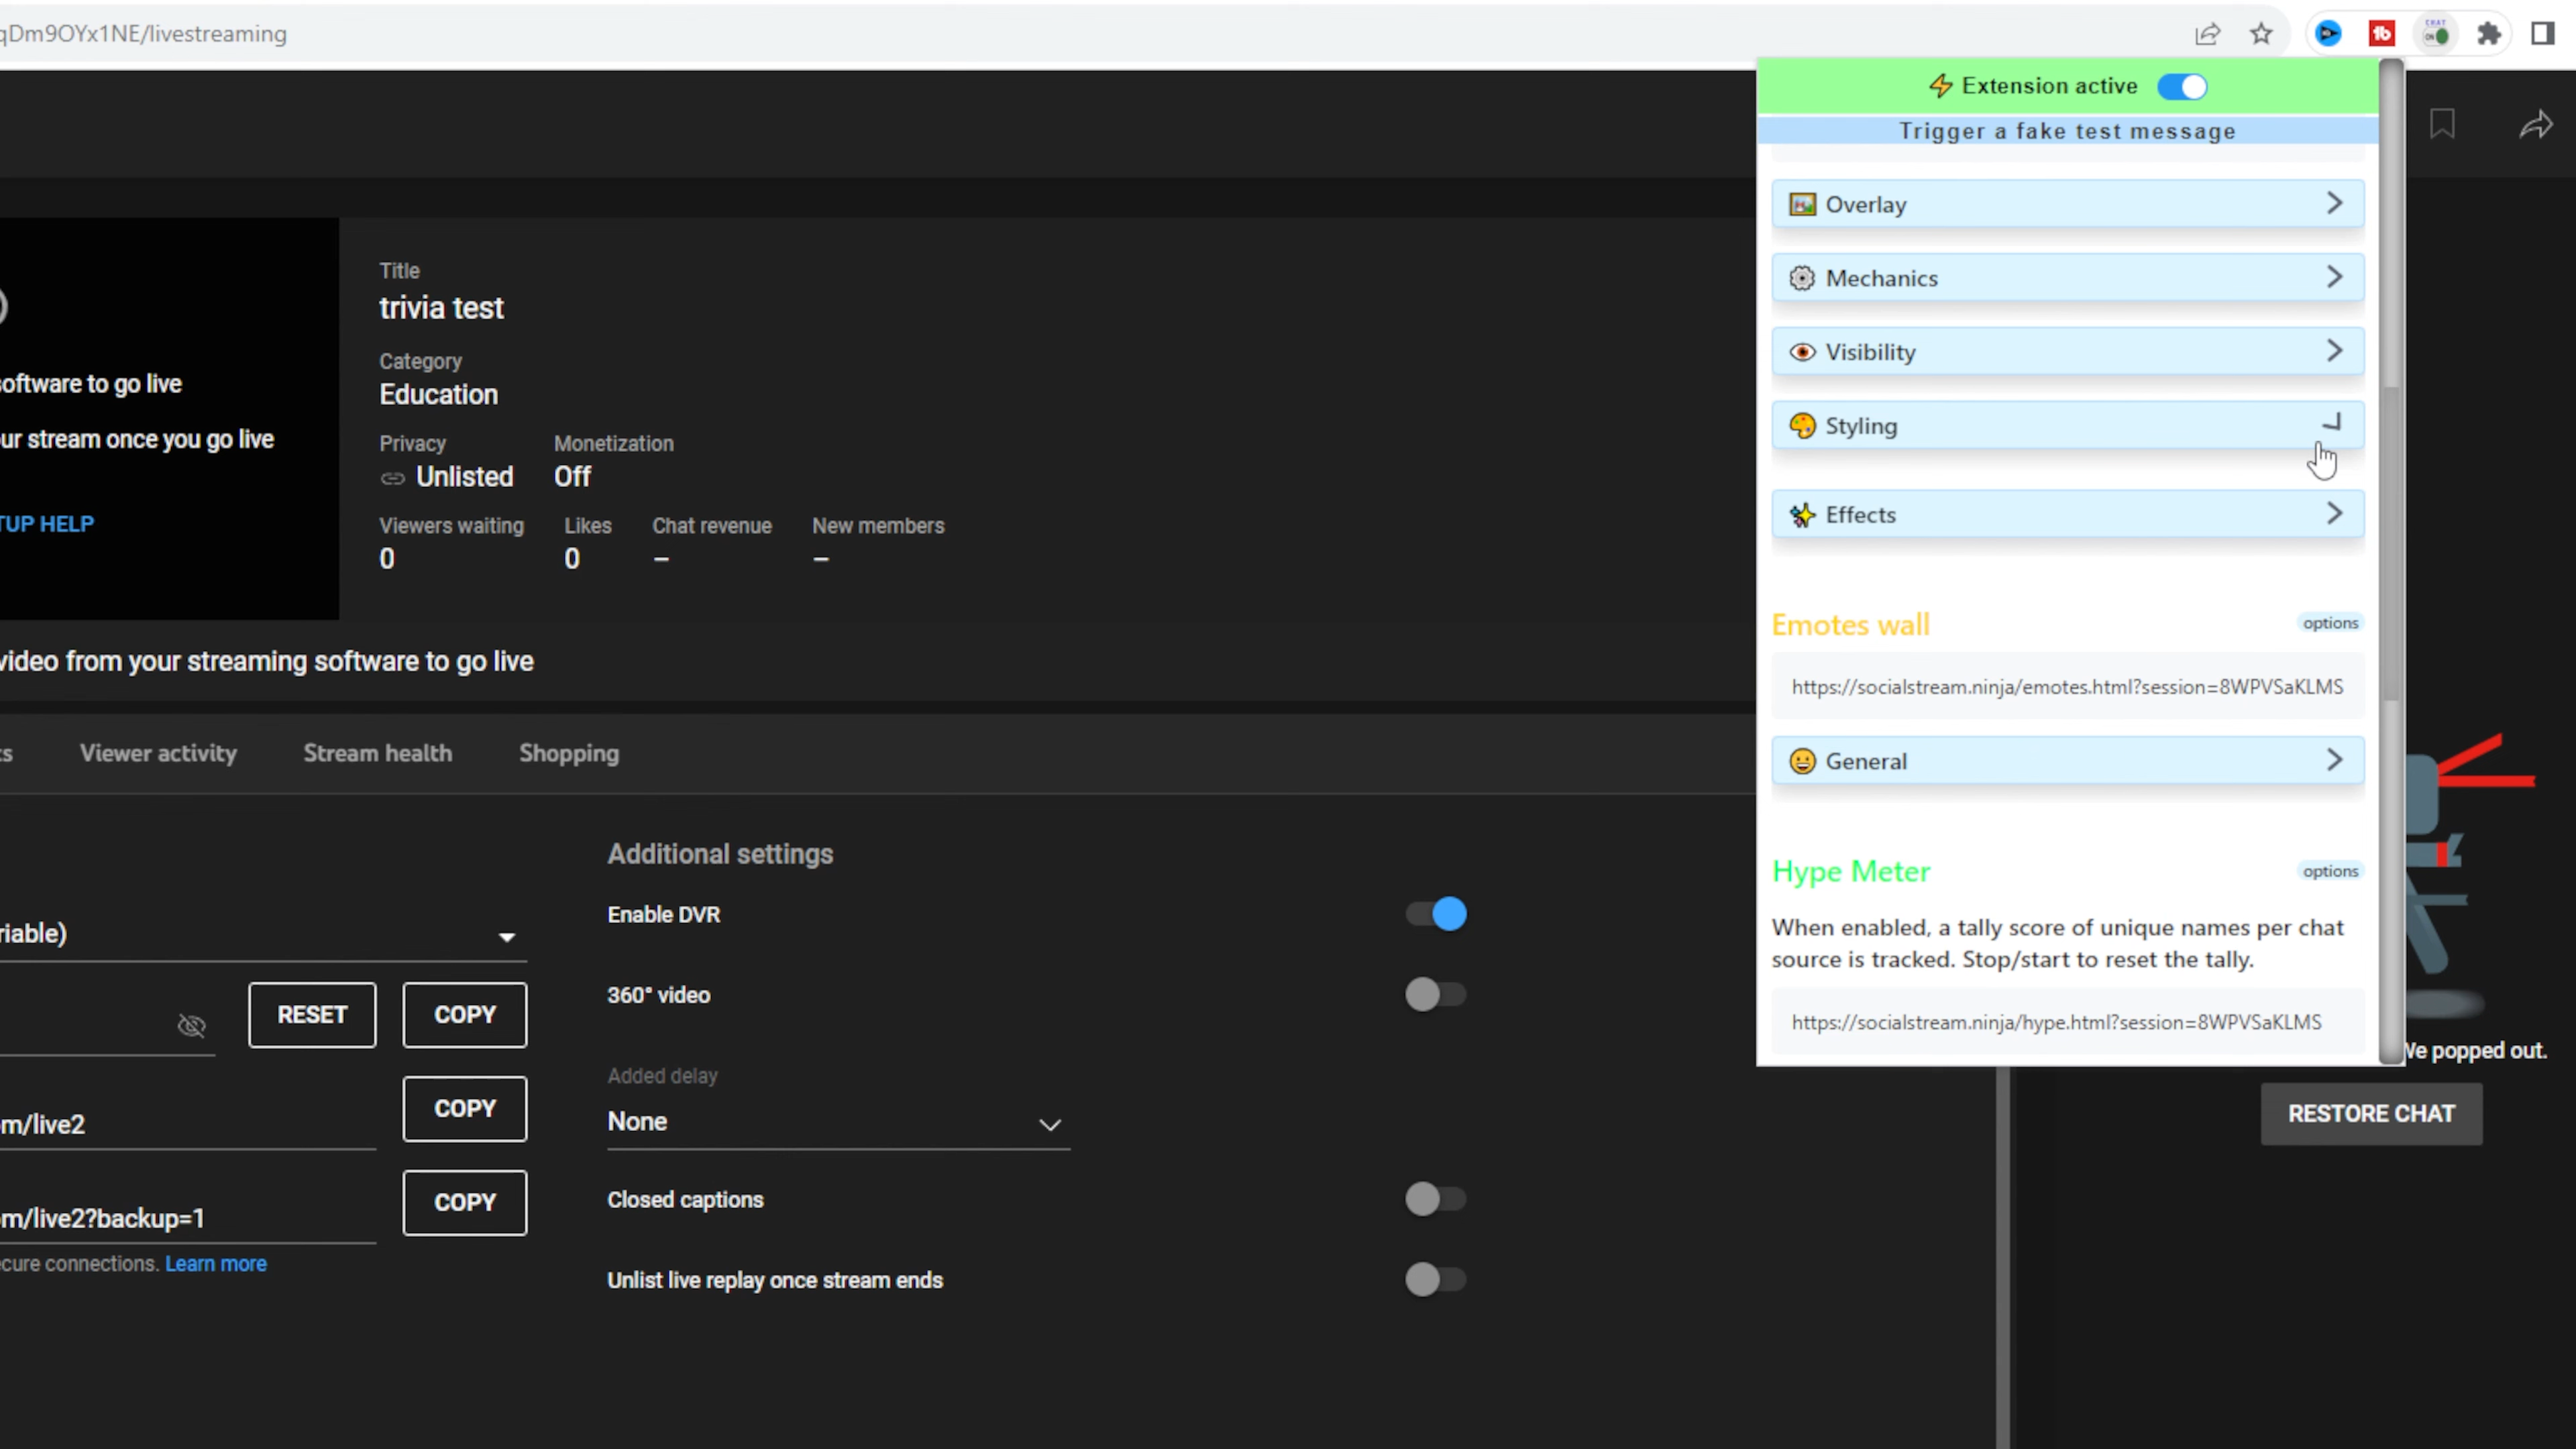 qDm9OYx1NE/livestreaming
CHAT
ON
⚡ Extension active
Trigger a fake test message
Overlay
Mechanics
Visibility
Styling
Effects
Emotes wall options
https://socialstream.ninja/emotes.html?session=8WPVSaKLMS
General
Hype Meter options
When enabled, a tally score of unique names per chat
source is tracked. Stop/start to reset the tally.
https://socialstream.ninja/hype.html?session=8WPVSaKLMS
Title
trivia test
Category
Education
Privacy Monetization
Unlisted Off
Viewers waiting Likes Chat revenue New members
0 0 – –
software to go live
ur stream once you go live
TUP HELP
video from your streaming software to go live
ts Viewer activity Stream health Shopping
riable)
RESET COPY
m/live2 COPY
m/live2?backup=1 COPY
ecure connections. Learn more
Additional settings
Enable DVR
360° video
Added delay
None
Closed captions
Unlist live replay once stream ends
We popped out.
RESTORE CHAT